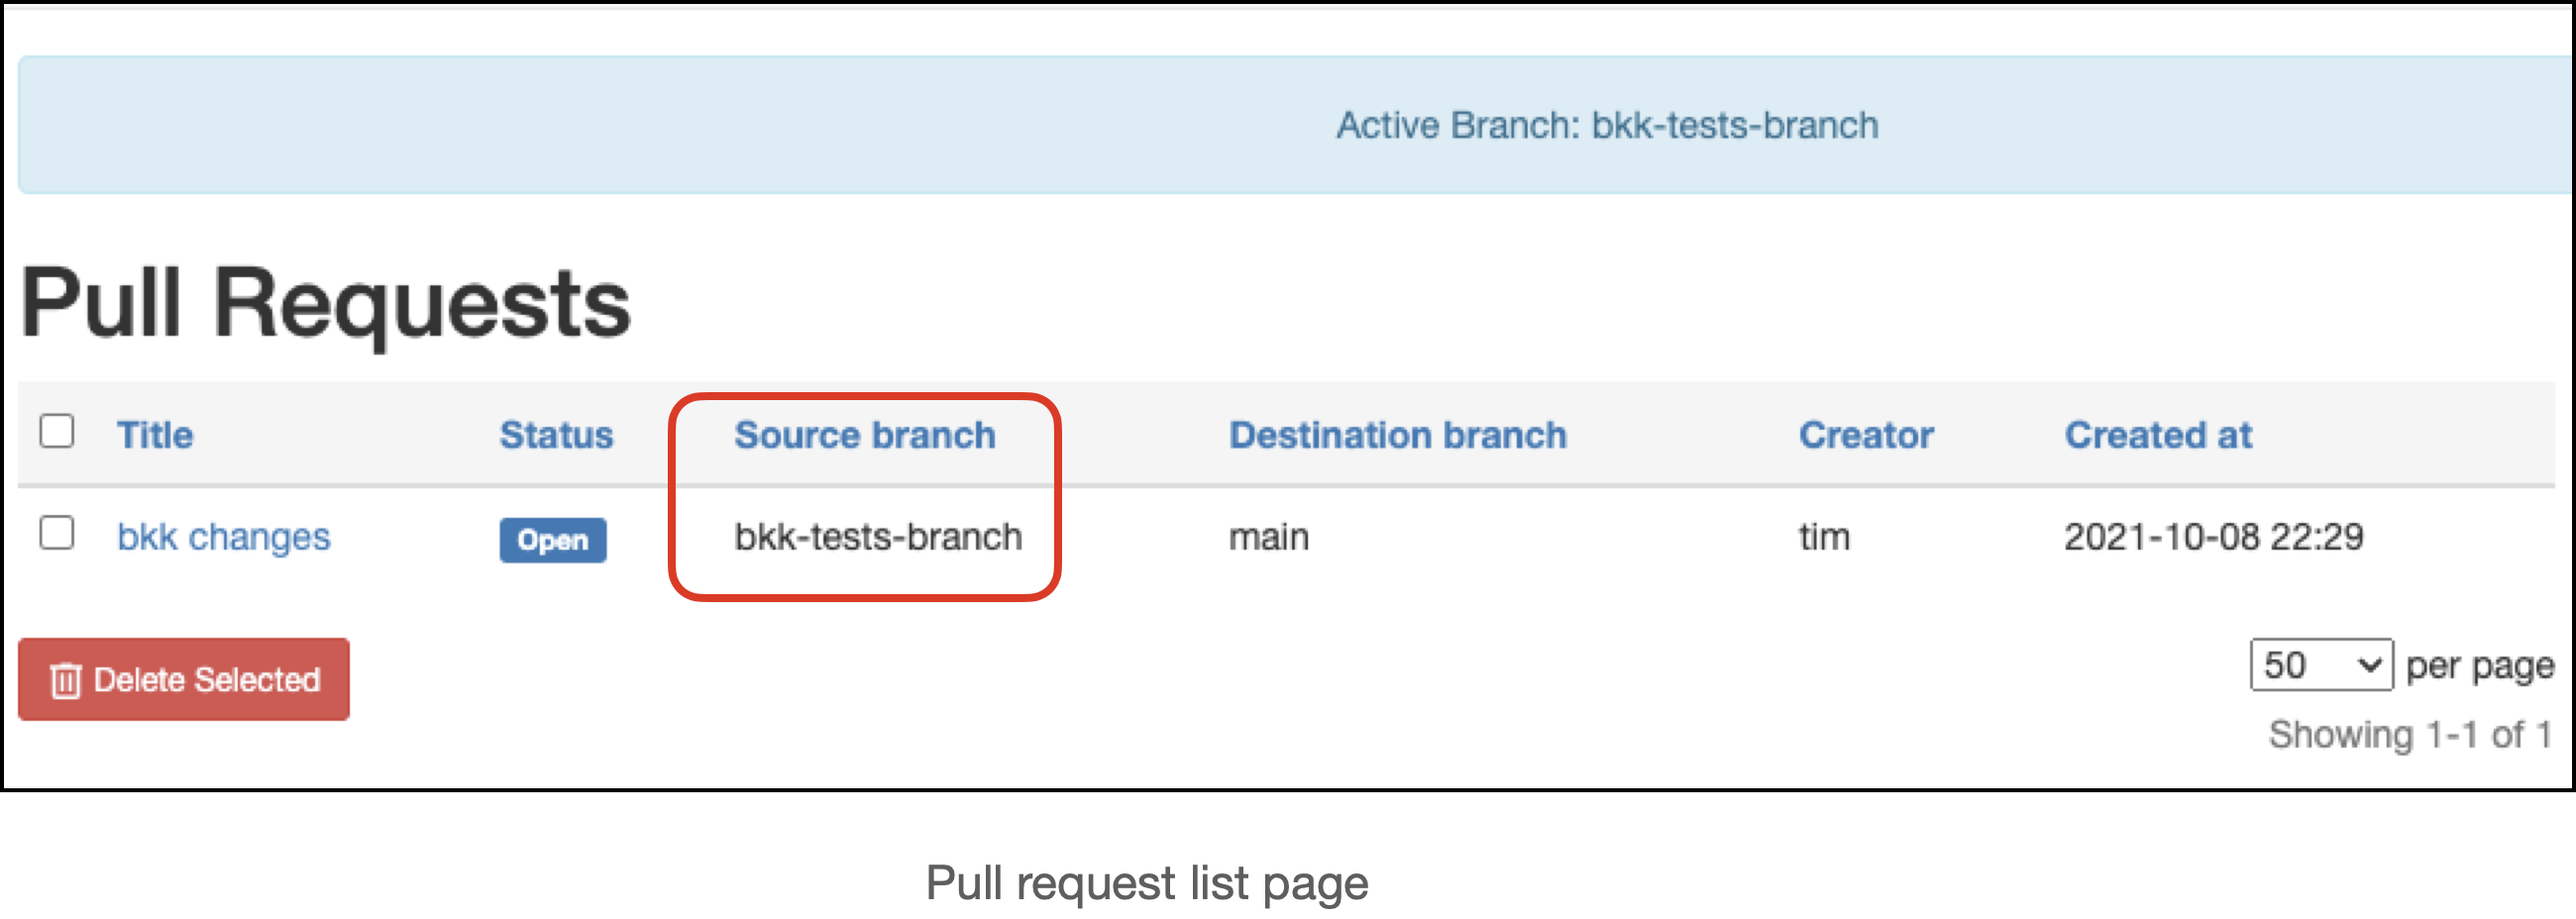 Active Branch: bkk-tests-branch
Pull Requests
Title Status Source branch Destination branch Creator Created at
bkk changes Open bkk-tests-branch main tim 2021-10-08 22:29
Delete Selected 50 per page
Showing 1-1 of 1
Pull request list page